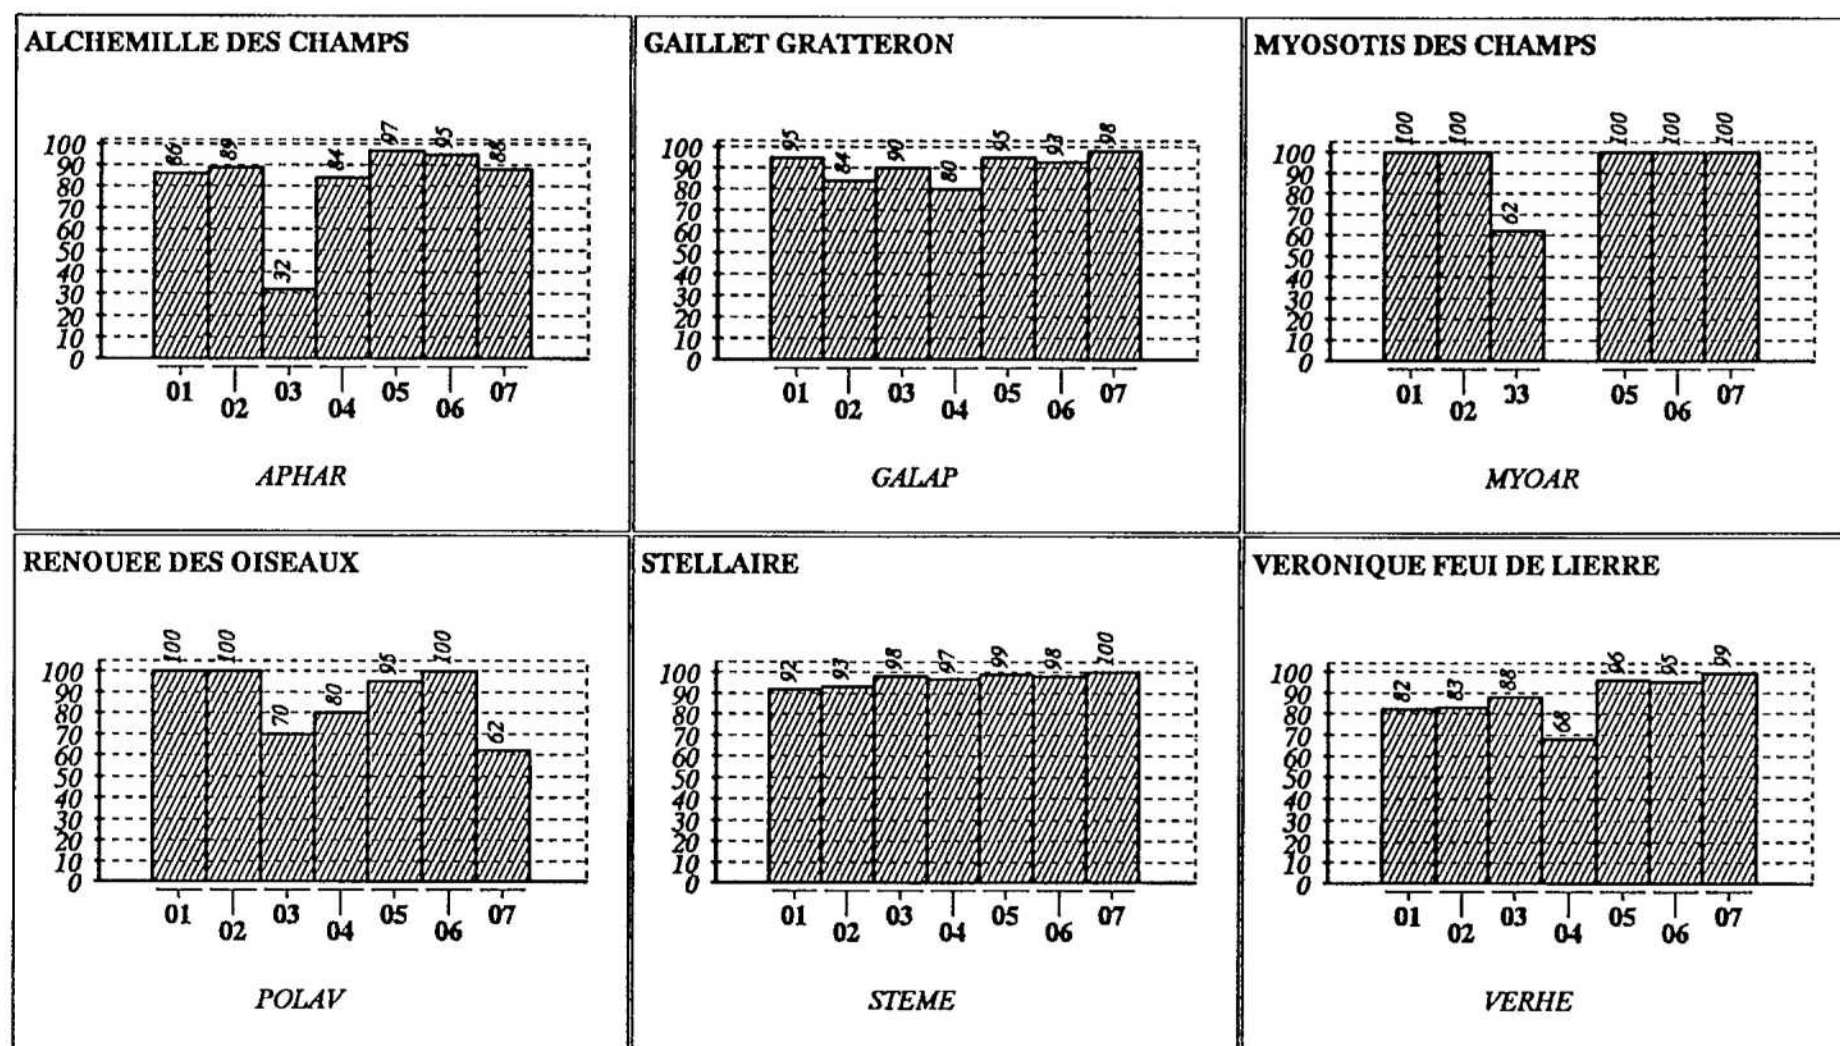 ALCHEMILLE DES CHAMPS
86 89 32 84 97 95 88
100
90
80
70
60
50
40
30
20
10
0
01 02 03 04 05 06 07
APHAR
GAILLET GRATTERON
95 84 90 80 95 93 98
100
90
80
70
60
50
40
30
20
10
0
01 02 03 04 05 06 07
GALAP
MYOSOTIS DES CHAMPS
100 100 62 100 100 100
100
90
80
70
60
50
40
30
20
10
0
01 02 03 05 06 07
MYOAR
RENOUEE DES OISEAUX
100 100 70 80 95 100 62
100
90
80
70
60
50
40
30
20
10
0
01 02 03 04 05 06 07
POLAV
STELLAIRE
92 93 98 97 99 98 100
100
90
80
70
60
50
40
30
20
10
0
01 02 03 04 05 06 07
STEME
VERONIQUE FEUI DE LIERRE
82 83 88 68 96 95 99
100
90
80
70
60
50
40
30
20
10
0
01 02 03 04 05 06 07
VERHE